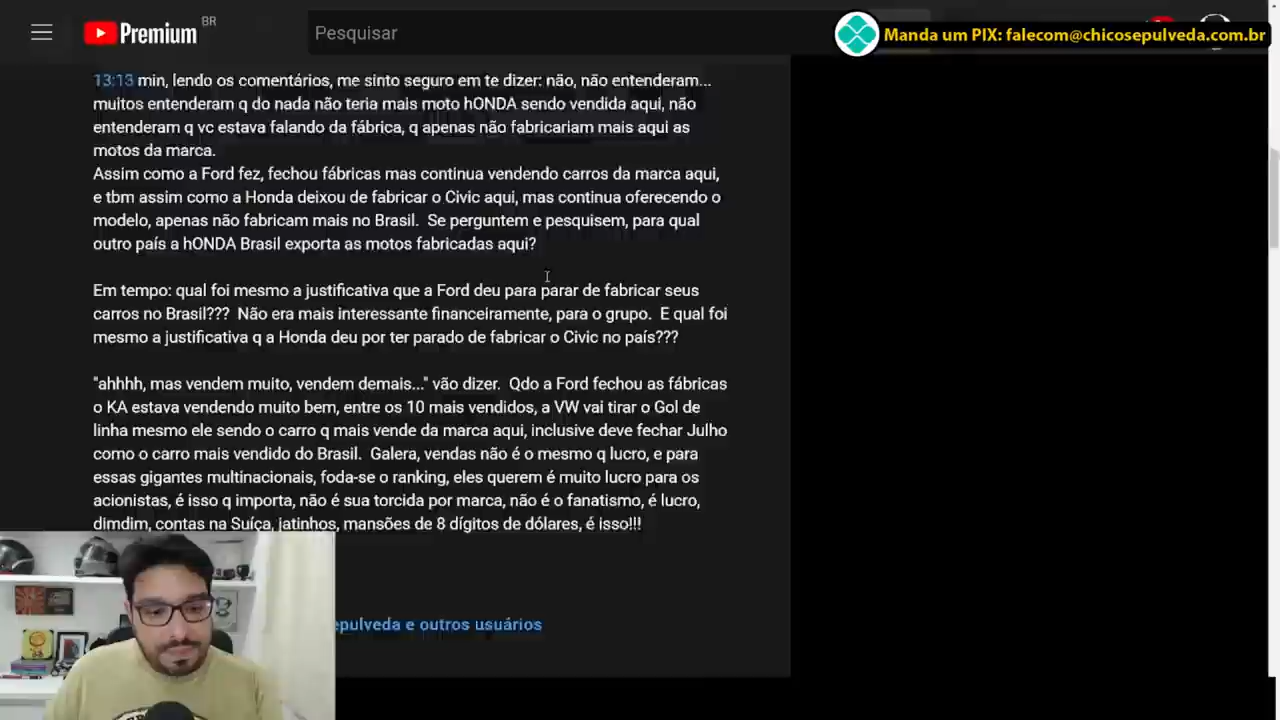 Premium BR
Pesquisar
Manda um PIX: falecom@chicosepulveda.com.br
13:13 min, lendo os comentários, me sinto seguro em te dizer: não, não entenderam...
muitos entenderam q do nada não teria mais moto hONDA sendo vendida aqui, não
entenderam q vc estava falando da fábrica, q apenas não fabricariam mais aqui as
motos da marca.
Assim como a Ford fez, fechou fábricas mas continua vendendo carros da marca aqui,
e tbm assim como a Honda deixou de fabricar o Civic aqui, mas continua oferecendo o
modelo, apenas não fabricam mais no Brasil. Se perguntem e pesquisem, para qual
outro país a hONDA Brasil exporta as motos fabricadas aqui?
Em tempo: qual foi mesmo a justificativa que a Ford deu para parar de fabricar seus
carros no Brasil??? Não era mais interessante financeiramente, para o grupo. E qual foi
mesmo a justificativa q a Honda deu por ter parado de fabricar o Civic no país???
"ahhhh, mas vendem muito, vendem demais..." vão dizer. Qdo a Ford fechou as fábricas
o KA estava vendendo muito bem, entre os 10 mais vendidos, a VW vai tirar o Gol de
linha mesmo ele sendo o carro q mais vende da marca aqui, inclusive deve fechar Julho
como o carro mais vendido do Brasil. Galera, vendas não é o mesmo q lucro, e para
essas gigantes multinacionais, foda-se o ranking, eles querem é muito lucro para os
acionistas, é isso q importa, não é sua torcida por marca, não é o fanatismo, é lucro,
dimdim, contas na Suíça, jatinhos, mansões de 8 dígitos de dólares, é isso!!!
epulveda e outros usuários